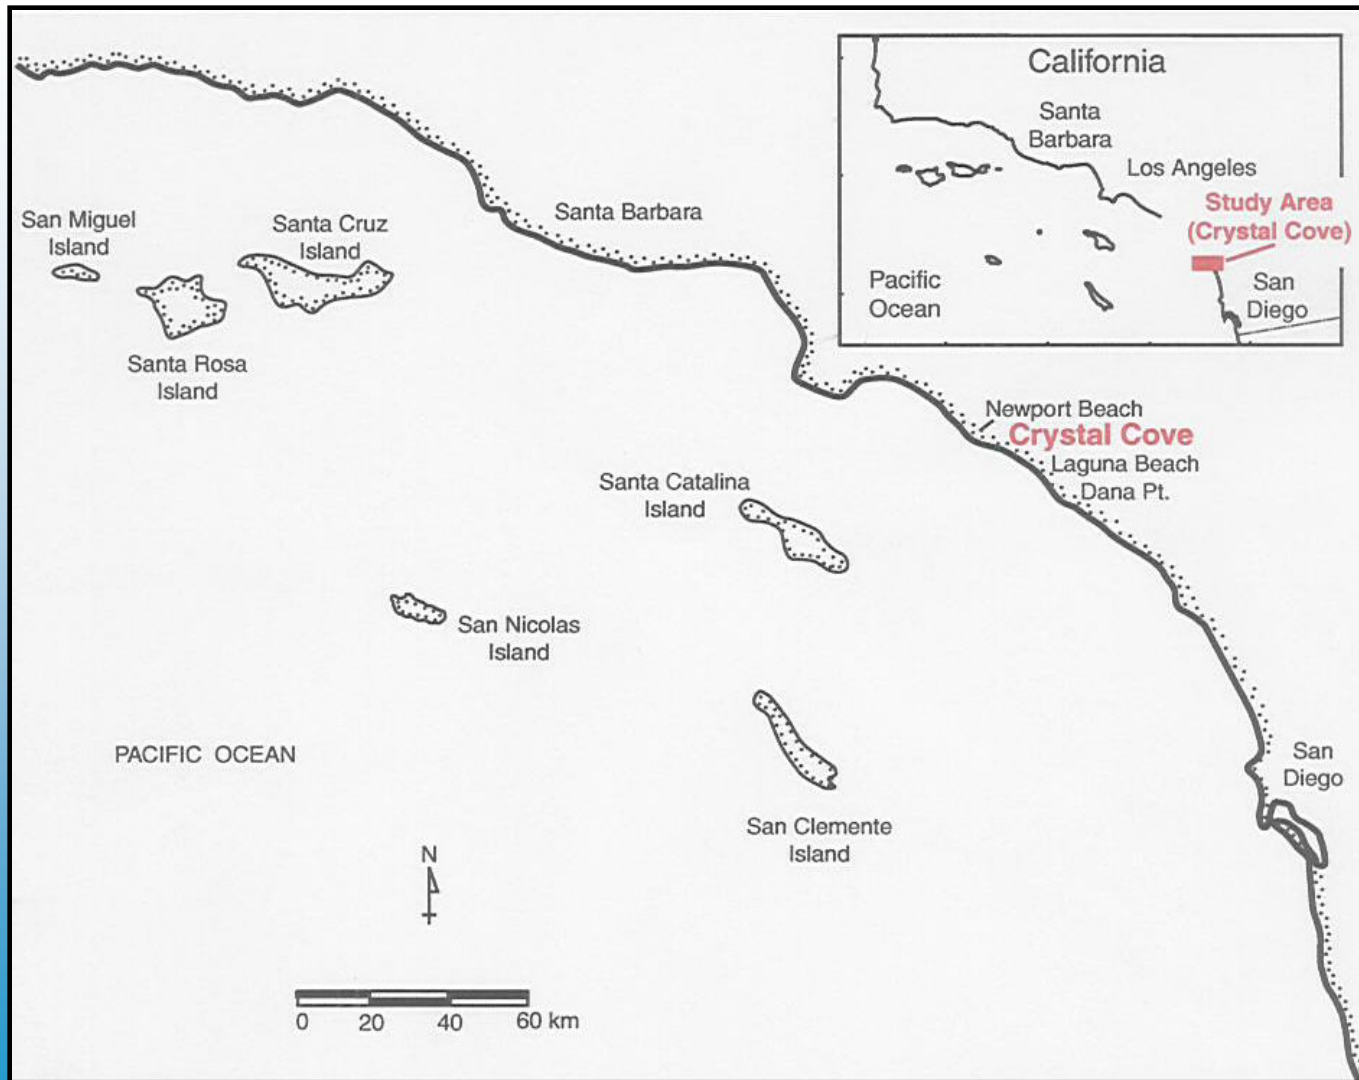 California
Santa
Barbara
Los Angeles
Study Area
(Crystal Cove)
Pacific
Ocean
San
Diego
San Miguel
Island
Santa Cruz
Island
Santa Barbara
Santa Rosa
Island
Newport Beach
Crystal Cove
Laguna Beach
Dana Pt.
Santa Catalina
Island
San Nicolas
Island
PACIFIC OCEAN
San
Diego
San Clemente
Island
N
0 20 40 60 km